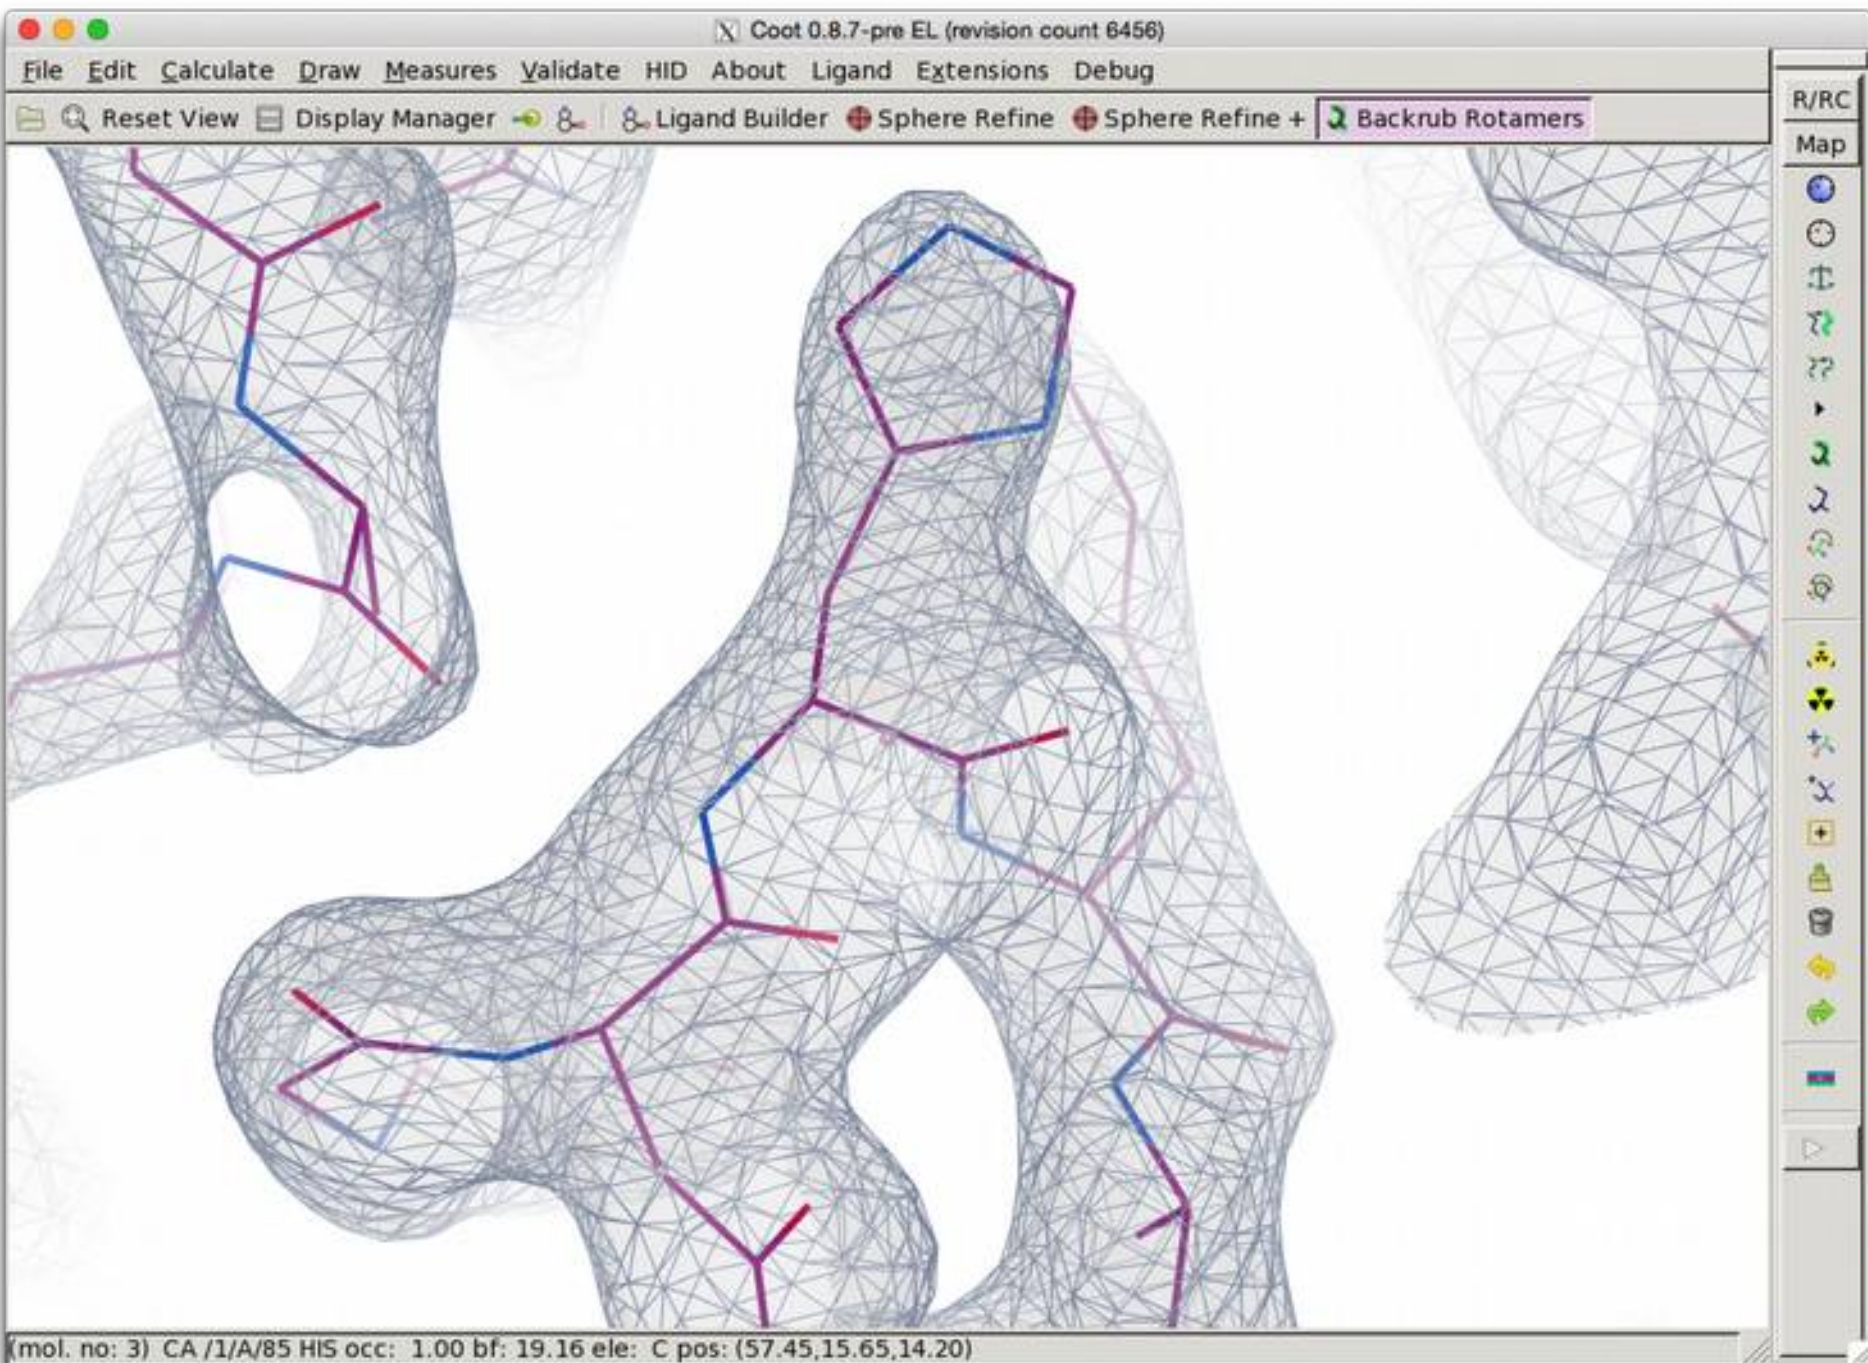 Coot 0.8.7-pre EL (revision count 6456)
File Edit Calculate Draw Measures Validate HID About Ligand Extensions Debug
Reset View Display Manager Ligand Builder Sphere Refine Sphere Refine + Backrub Rotamers
R/RC
Map
(mol. no: 3) CA /1/A/85 HIS occ: 1.00 bf: 19.16 ele: C pos: (57.45,15.65,14.20)